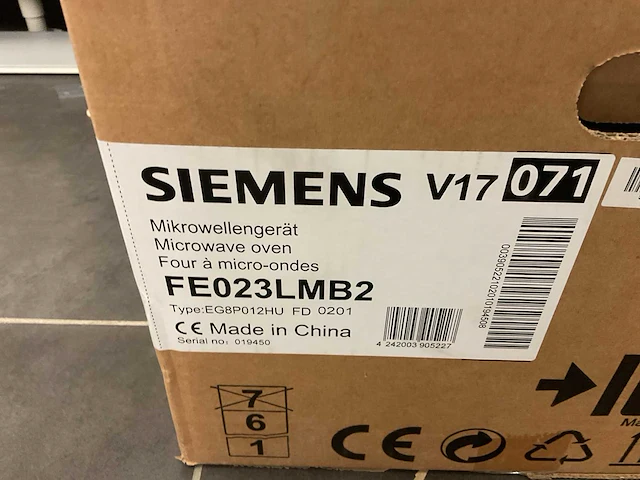 SIEMENS V17 071
Mikrowellengerät
Microwave oven
Four à micro-ondes
FE023LMB2
Type:EG8P012HU FD 0201
CE Made in China
Serial no: 019450
4 242003 905227
003905227102010194508
7
6
1
CE